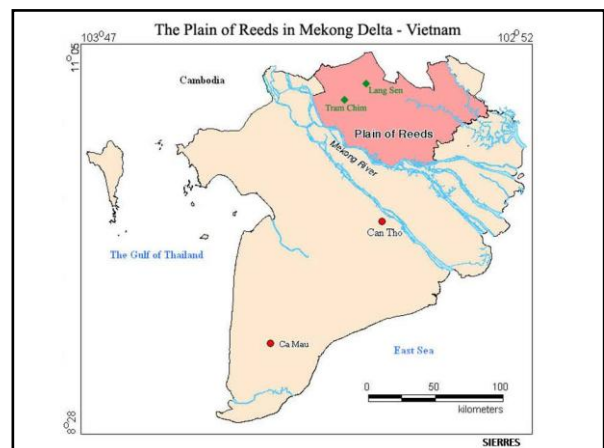 The Plain of Reeds in Mekong Delta - Vietnam
103°47
102°52
11°05
Cambodia
Lang Sen
Tram Chim
Plain of Reeds
Mekong River
Can Tho
The Gulf of Thailand
Ca Mau
East Sea
0 50 100
kilometers
8°28
SIERRES